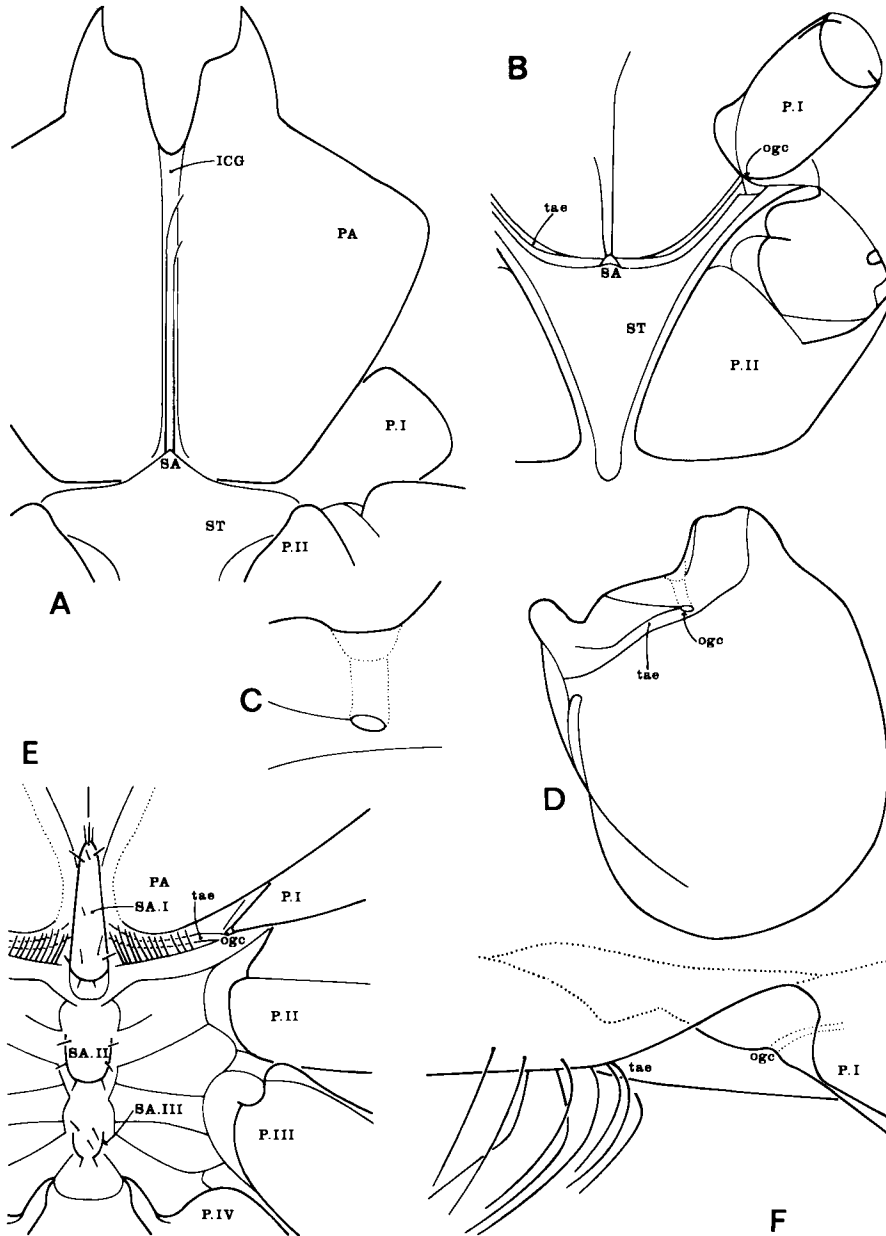 B
P.I
ogc
ICG
PA
tae
SA
ST
P.II
P.I
SA
ST
P.II
A
C
ogc
tae
D
E
PA
tae
SA.I
P.I
ogc
P.II
SA.II
SA.III
P.III
P.IV
tae
ogc
P.I
F